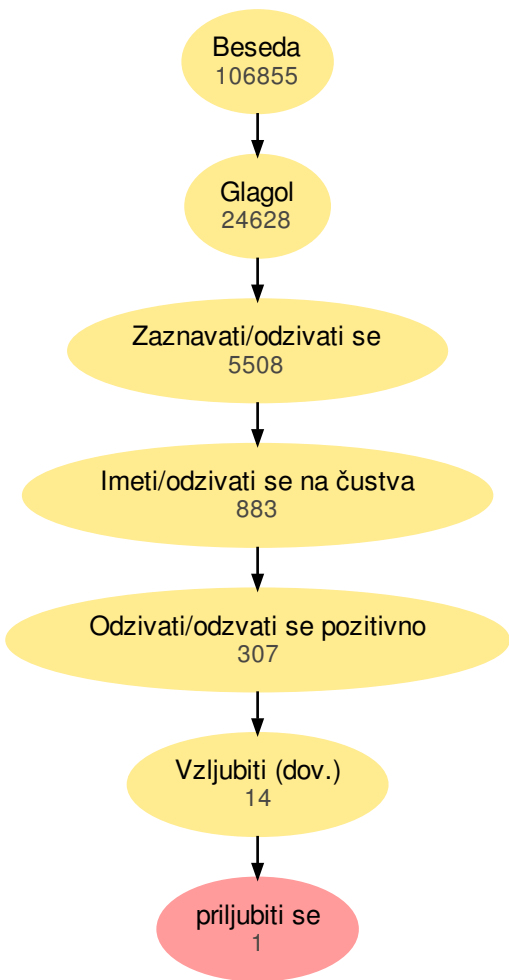 Beseda
106855
Glagol
24628
Zaznavati/odzivati se
5508
Imeti/odzivati se na čustva
883
Odzivati/odzvati se pozitivno
307
Vzljubiti (dov.)
14
priljubiti se
1